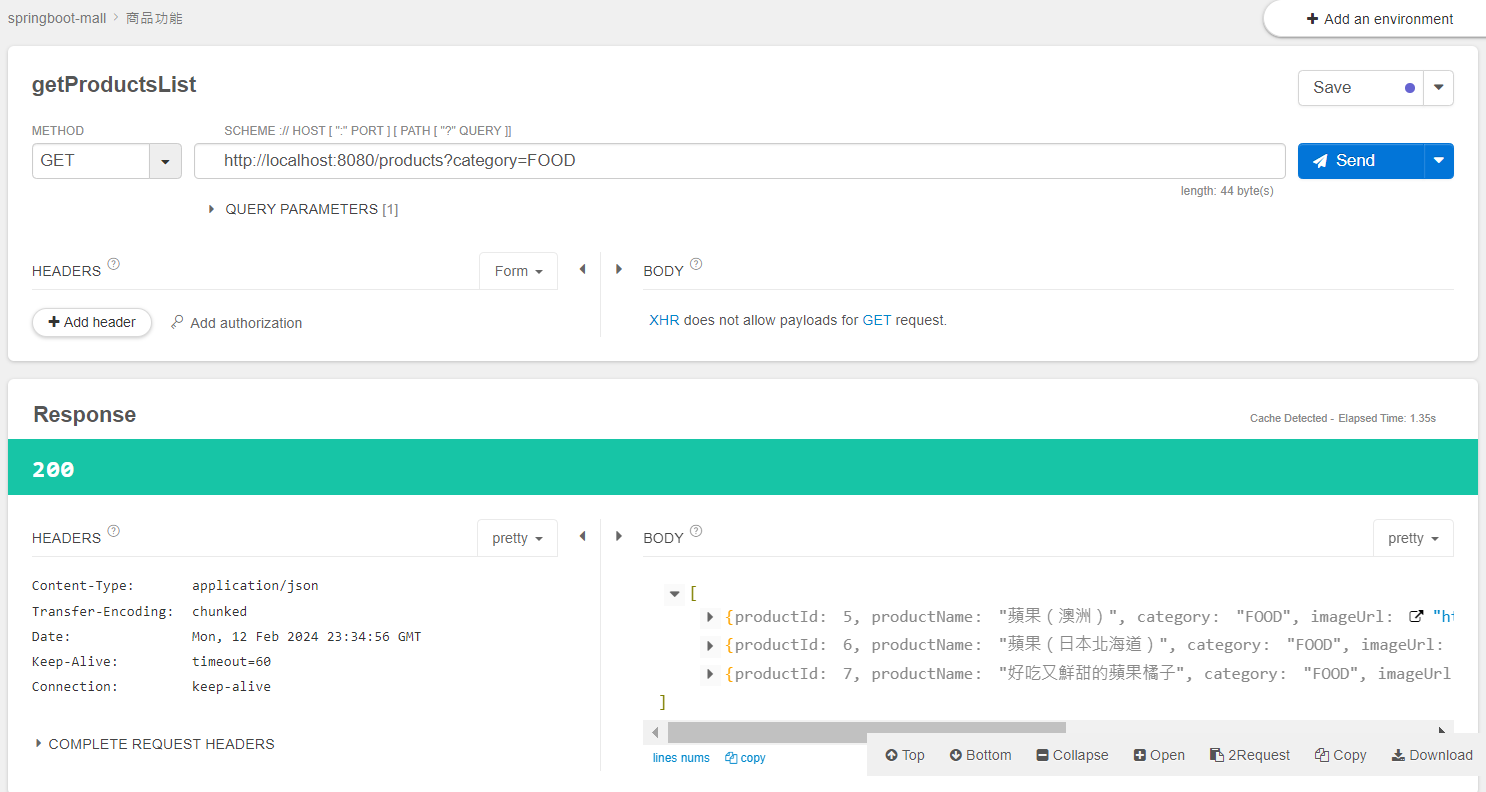 springboot-mall > 商品功能
+ Add an environment
getProductsList
Save
METHOD
SCHEME :// HOST [ ":" PORT ] [ PATH [ "?" QUERY ]]
GET
http://localhost:8080/products?category=FOOD
Send
length: 44 byte(s)
QUERY PARAMETERS [1]
HEADERS ?
Form
BODY ?
+ Add header
Add authorization
XHR does not allow payloads for GET request.
Response
Cache Detected - Elapsed Time: 1.35s
200
HEADERS ?
pretty
BODY ?
pretty
Content-Type: application/json
Transfer-Encoding: chunked
Date: Mon, 12 Feb 2024 23:34:56 GMT
Keep-Alive: timeout=60
Connection: keep-alive
COMPLETE REQUEST HEADERS
[
{productId: 5, productName: "蘋果（澳洲）", category: "FOOD", imageUrl: "ht
{productId: 6, productName: "蘋果（日本北海道）", category: "FOOD", imageUrl:
{productId: 7, productName: "好吃又鮮甜的蘋果橘子", category: "FOOD", imageUrl
]
lines nums
copy
Top
Bottom
Collapse
Open
2Request
Copy
Download